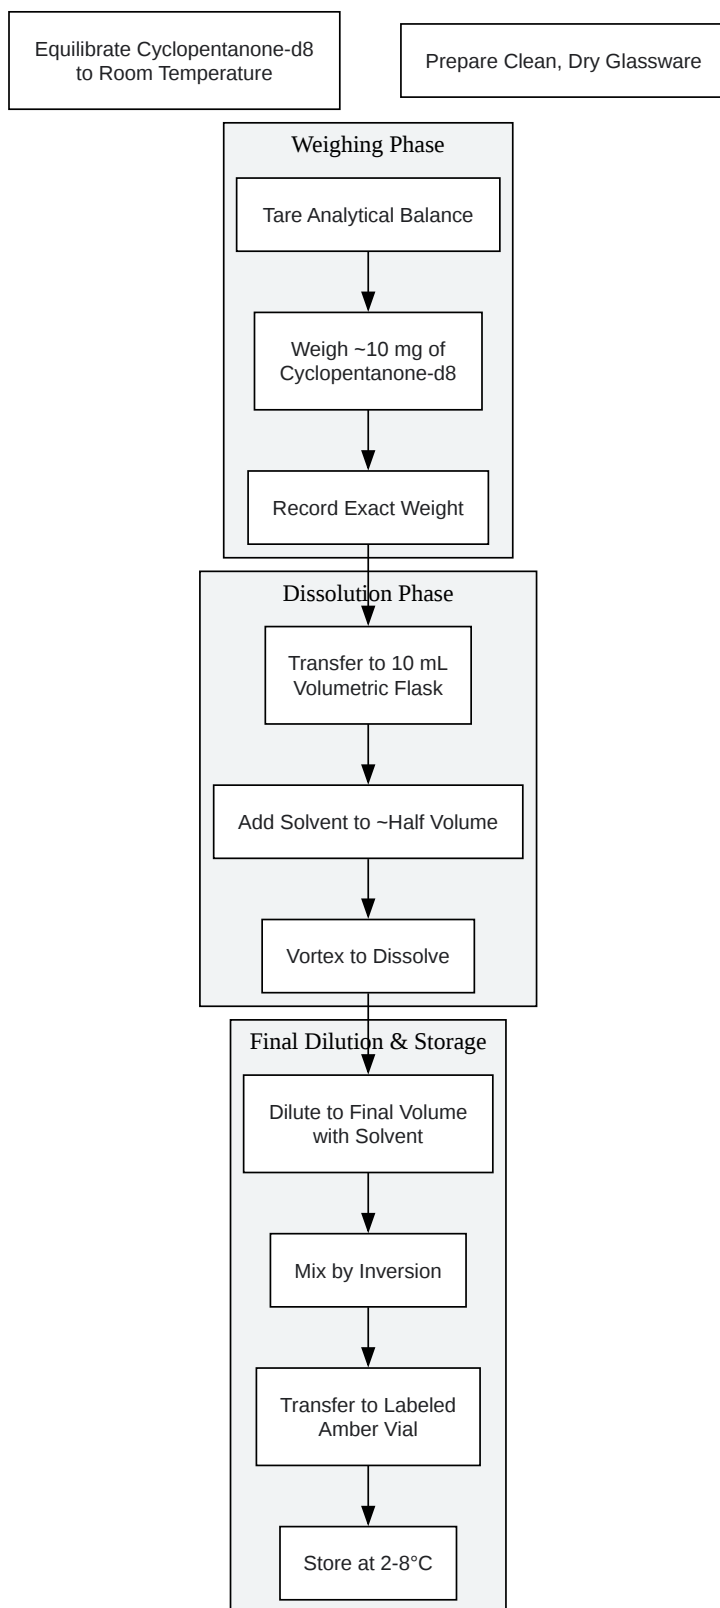 Equilibrate Cyclopentanone-d8
to Room Temperature
Prepare Clean, Dry Glassware
Weighing Phase
Tare Analytical Balance
Weigh ~10 mg of
Cyclopentanone-d8
Record Exact Weight
Dissolution Phase
Transfer to 10 mL
Volumetric Flask
Add Solvent to ~Half Volume
Vortex to Dissolve
Final Dilution & Storage
Dilute to Final Volume
with Solvent
Mix by Inversion
Transfer to Labeled
Amber Vial
Store at 2-8°C